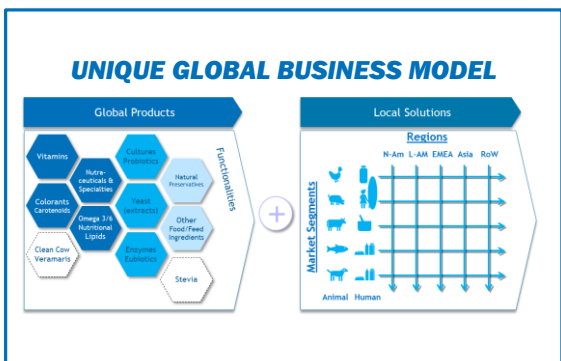 UNIQUE GLOBAL BUSINESS MODEL
Global Products
Vitamins
Nutra-
ceuticals &
Specialties
Colorants
Carotenoids
Omega 3/6
Nutritional
Lipids
Clean Cow
Veramaris
Cultures
Probiotics
Yeast
(extracts)
Enzymes
Eubiotics
Natural
Preservatives
Other
Food/Feed
Ingredients
Stevia
Functionalities
+
Local Solutions
Regions
N-Am L-AM EMEA Asia RoW
Market Segments
Animal Human